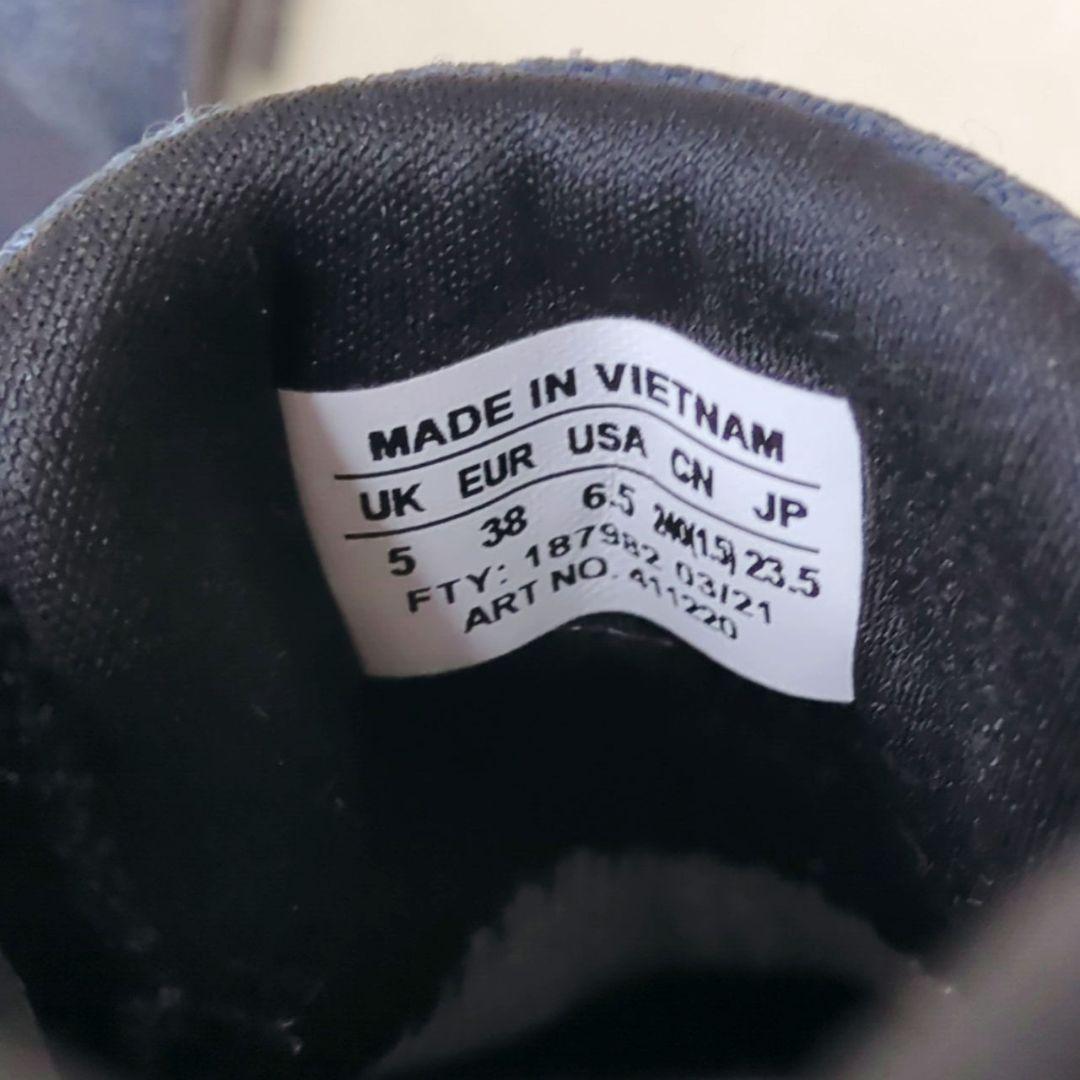 MADE IN VIETNAM
UK EUR USA CN JP
5 38 6.5 240(1.5) 23.5
FTY: 187982 03/21
ART NO. 411220